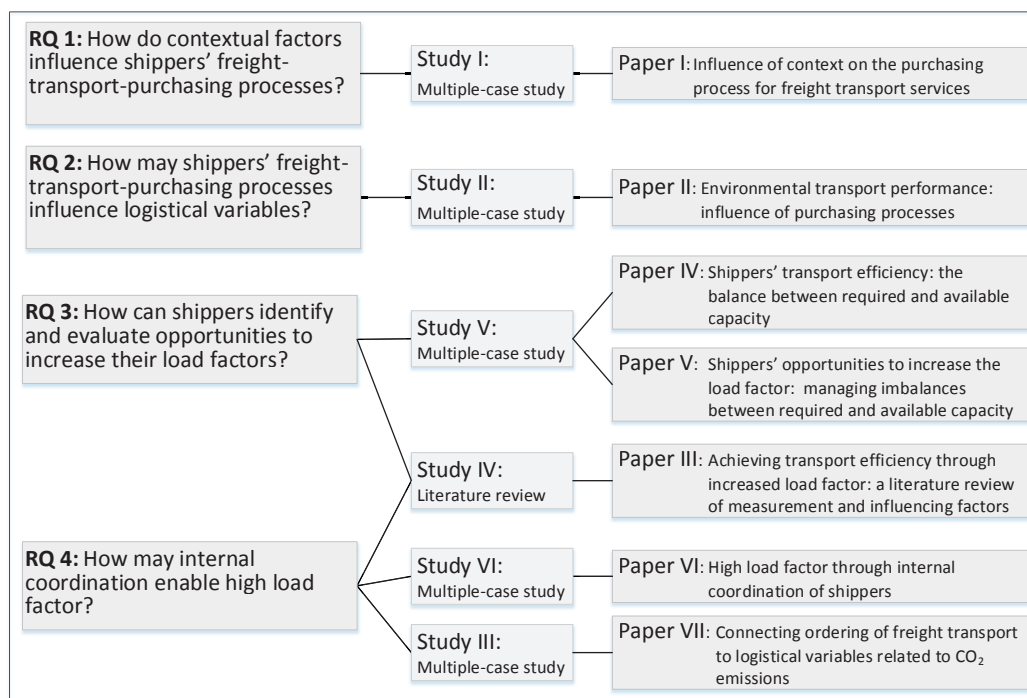 RQ 1: How do contextual factors
influence shippers’ freight-
transport-purchasing processes?
Study I:
Multiple-case study
Paper I: Influence of context on the purchasing
process for freight transport services
RQ 2: How may shippers’ freight-
transport-purchasing processes
influence logistical variables?
Study II:
Multiple-case study
Paper II: Environmental transport performance:
influence of purchasing processes
RQ 3: How can shippers identify
and evaluate opportunities to
increase their load factors?
Study V:
Multiple-case study
Paper IV: Shippers’ transport efficiency: the
balance between required and available
capacity
Paper V: Shippers’ opportunities to increase the
load factor: managing imbalances
between required and available capacity
Study IV:
Literature review
Paper III: Achieving transport efficiency through
increased load factor: a literature review
of measurement and influencing factors
RQ 4: How may internal
coordination enable high load
factor?
Study VI:
Multiple-case study
Paper VI: High load factor through internal
coordination of shippers
Study III:
Multiple-case study
Paper VII: Connecting ordering of freight transport
to logistical variables related to CO₂
emissions